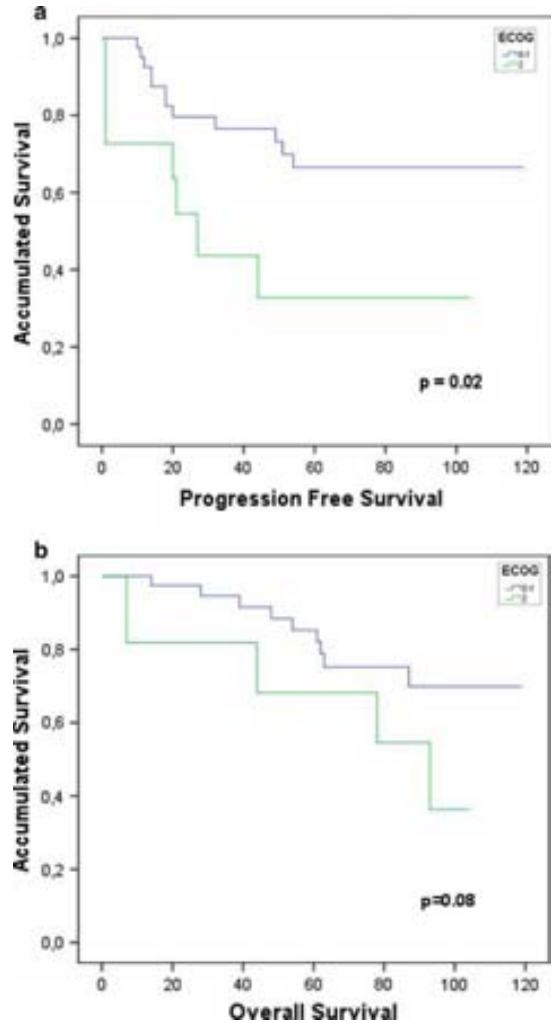 a
ECOG
1,0
0,8
0,6
0,4
0,2
0,0
Accumulated Survival
p = 0.02
0 20 40 60 80 100 120
Progression Free Survival
b
ECOG
1,0
0,8
0,6
0,4
0,2
0,0
Accumulated Survival
p=0.08
0 20 40 60 80 100 120
Overall Survival